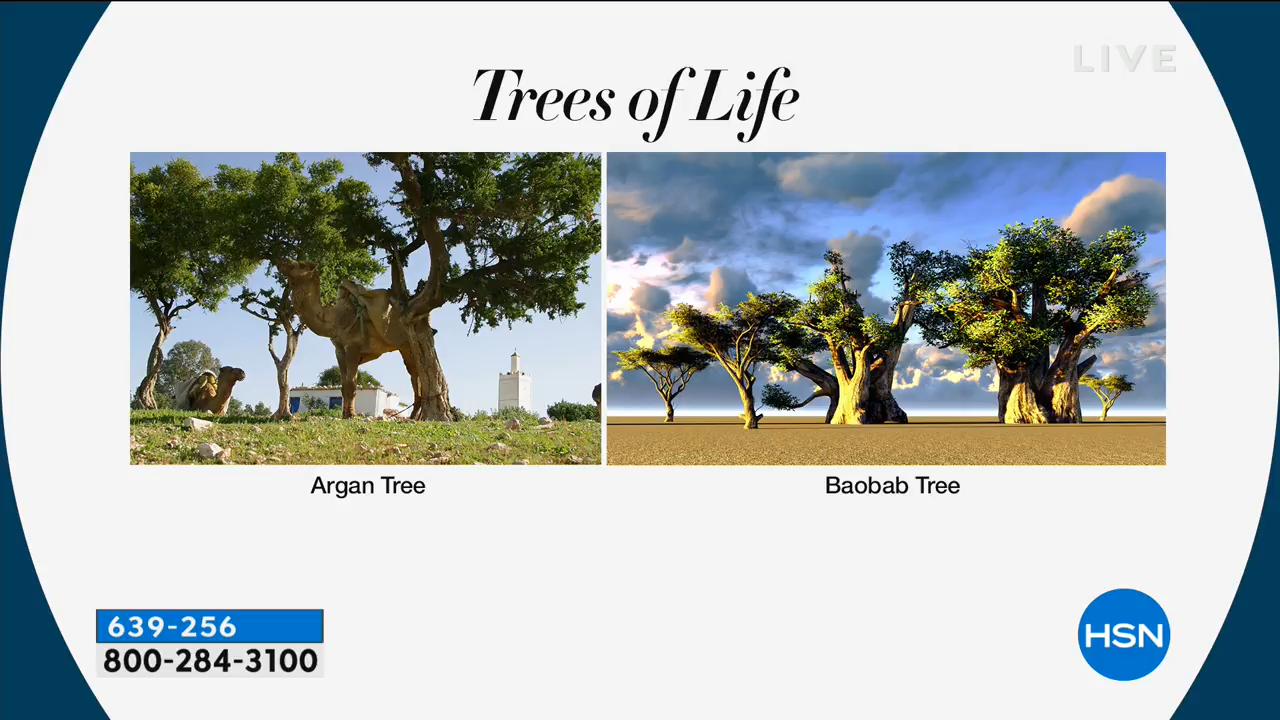 LIVE
Trees of Life
Argan Tree
Baobab Tree
639-256
800-284-3100
HSN